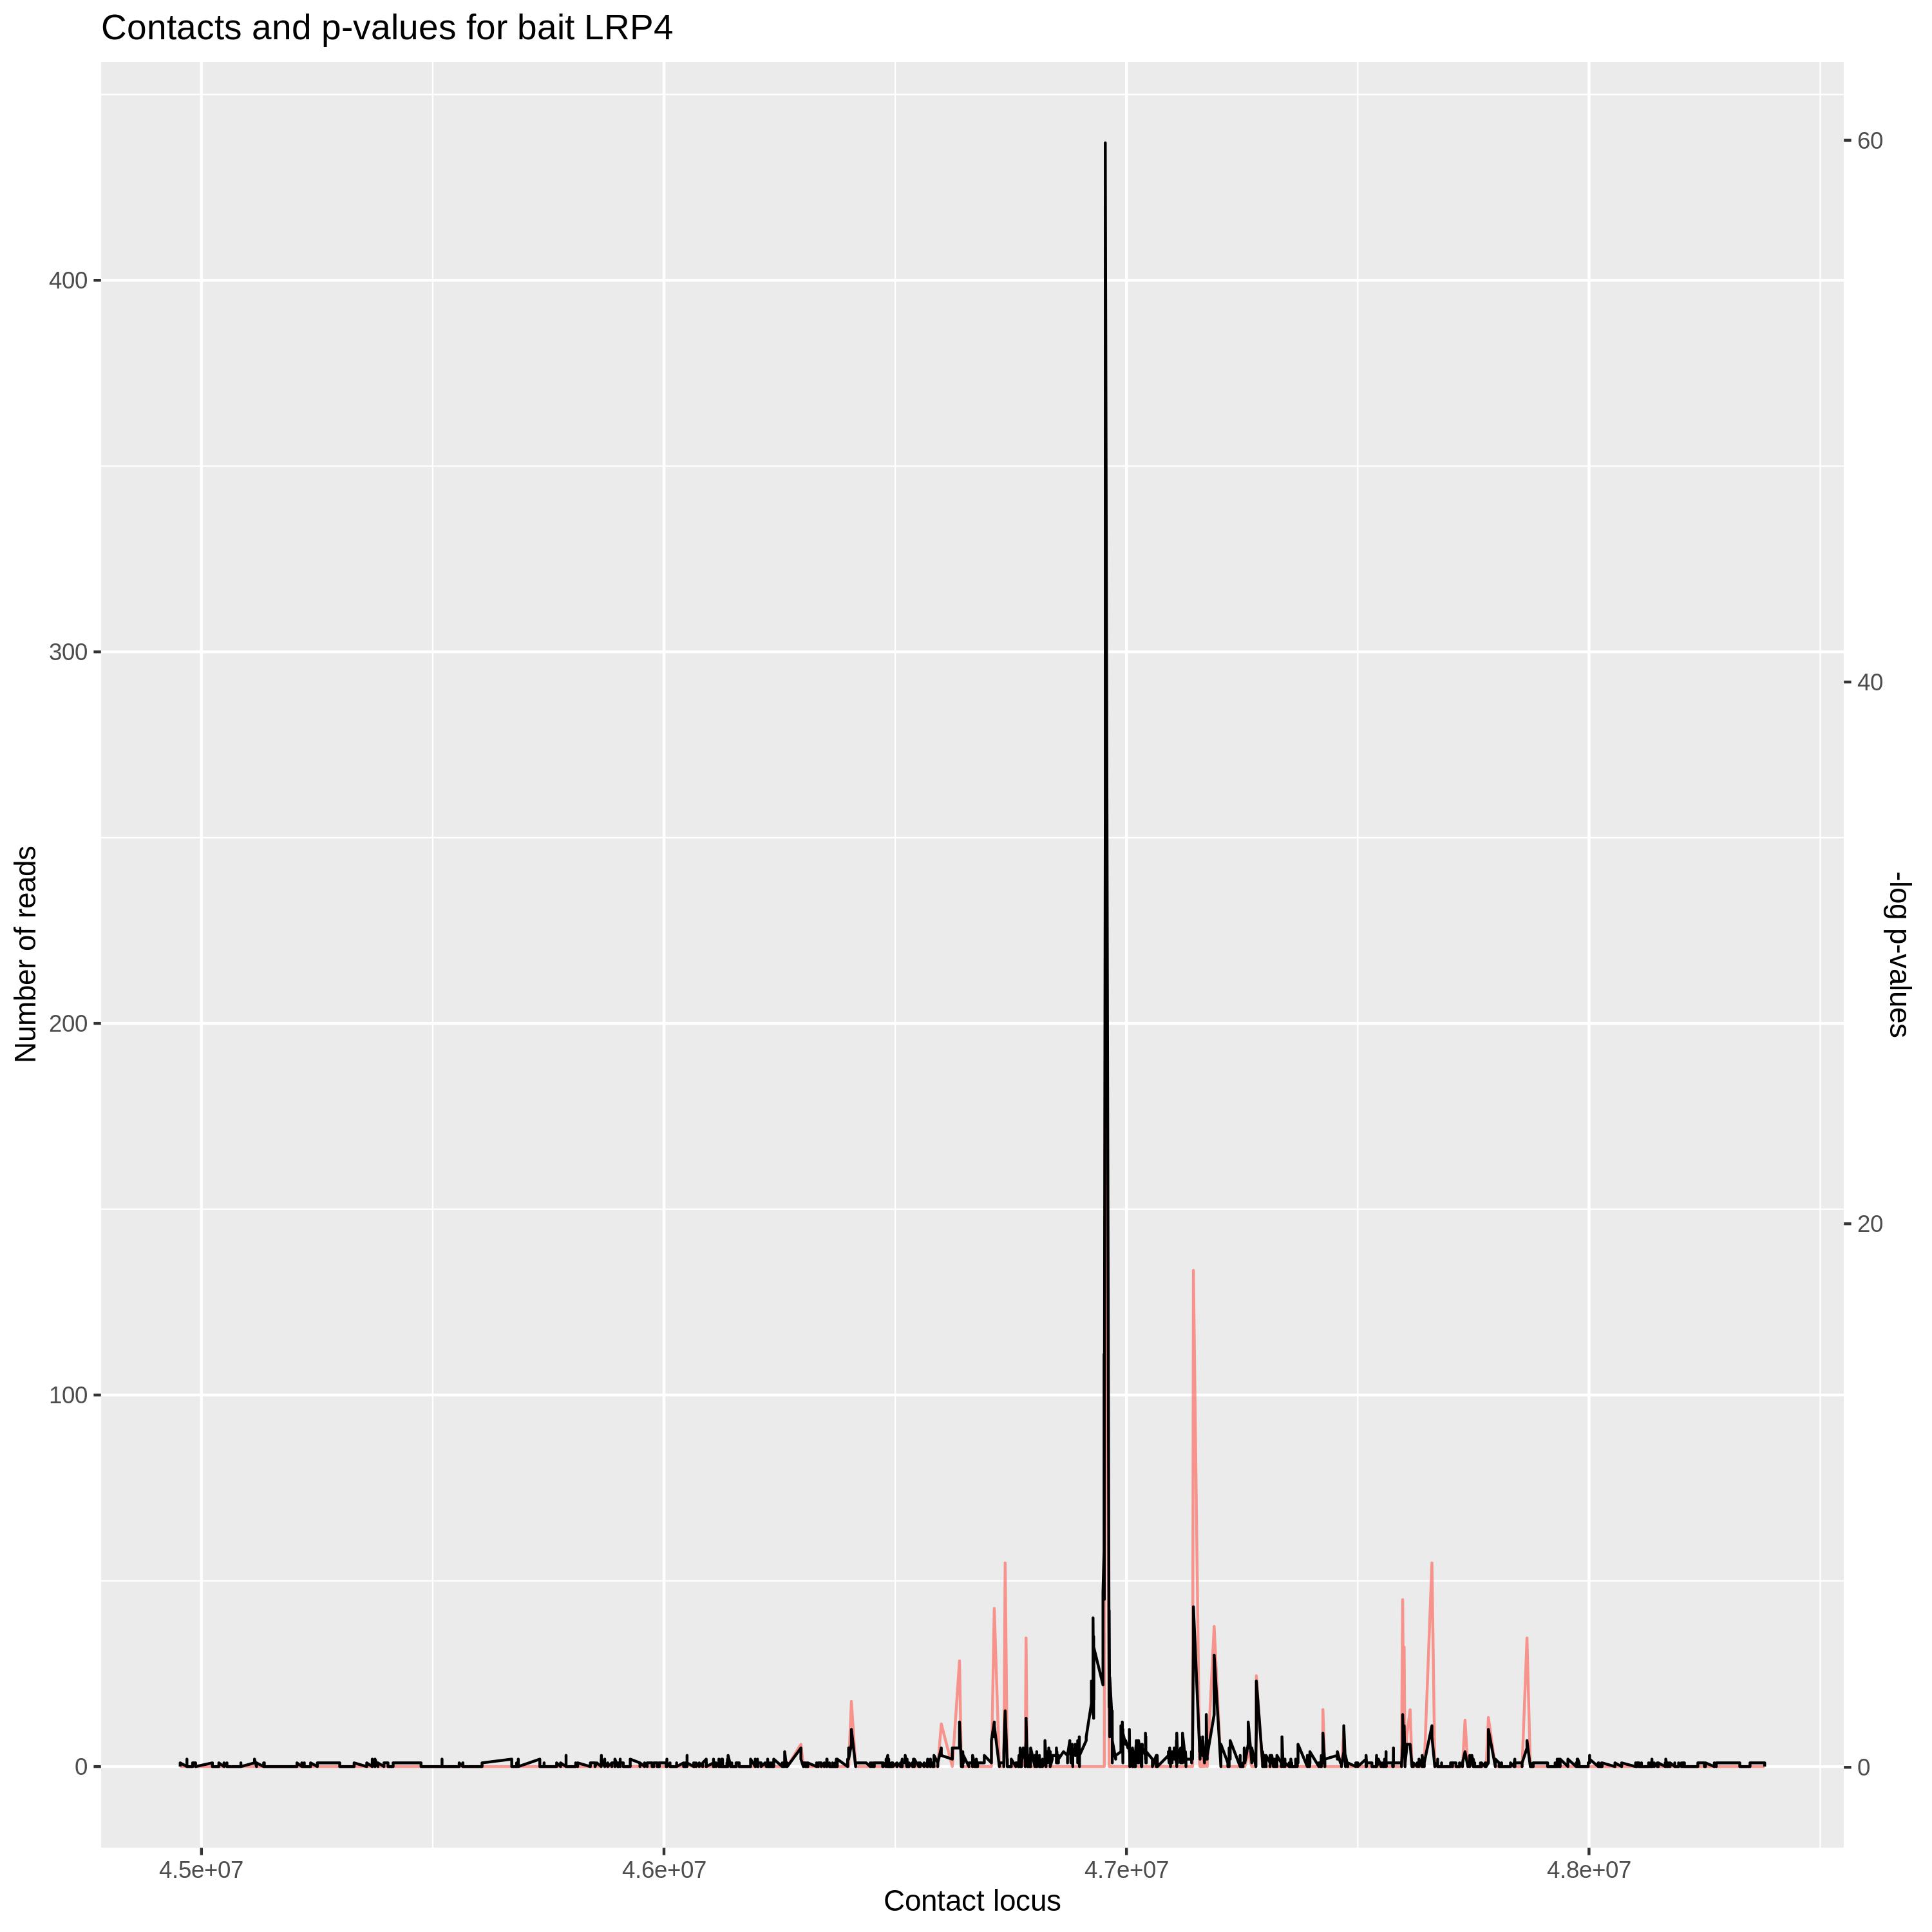 Contacts and p-values for bait LRP4
Number of reads
400
300
200
100
0
60
40
20
0
-log p-values
4.5e+07
4.6e+07
4.7e+07
4.8e+07
Contact locus